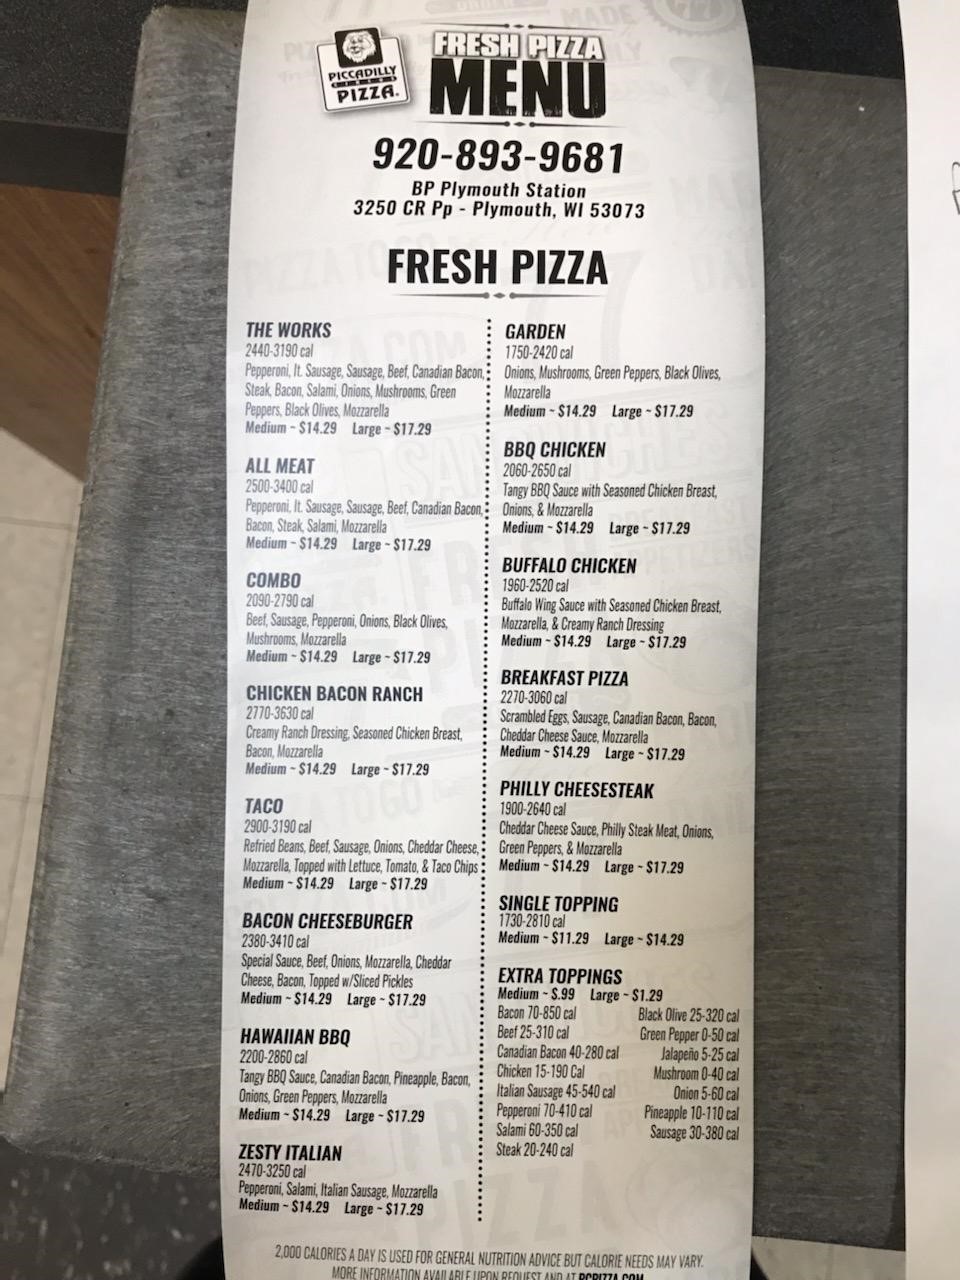 PICCADILLY
CIRCUS
PIZZA®
FRESH PIZZA
MENU
920-893-9681
BP Plymouth Station
3250 CR Pp - Plymouth, WI 53073
FRESH PIZZA
THE WORKS
2440-3190 cal
Pepperoni, It. Sausage, Sausage, Beef, Canadian Bacon,
Steak, Bacon, Salami, Onions, Mushrooms, Green
Peppers, Black Olives, Mozzarella
Medium ~ $14.29 Large ~ $17.29
ALL MEAT
2500-3400 cal
Pepperoni, It. Sausage, Sausage, Beef, Canadian Bacon,
Bacon, Steak, Salami, Mozzarella
Medium ~ $14.29 Large ~ $17.29
COMBO
2090-2790 cal
Beef, Sausage, Pepperoni, Onions, Black Olives,
Mushrooms, Mozzarella
Medium ~ $14.29 Large ~ $17.29
CHICKEN BACON RANCH
2770-3630 cal
Creamy Ranch Dressing, Seasoned Chicken Breast,
Bacon, Mozzarella
Medium ~ $14.29 Large ~ $17.29
TACO
2900-3190 cal
Refried Beans, Beef, Sausage, Onions, Cheddar Cheese,
Mozzarella, Topped with Lettuce, Tomato, & Taco Chips
Medium ~ $14.29 Large ~ $17.29
BACON CHEESEBURGER
2380-3410 cal
Special Sauce, Beef, Onions, Mozzarella, Cheddar
Cheese, Bacon, Topped w/Sliced Pickles
Medium ~ $14.29 Large ~ $17.29
HAWAIIAN BBQ
2200-2860 cal
Tangy BBQ Sauce, Canadian Bacon, Pineapple, Bacon,
Onions, Green Peppers, Mozzarella
Medium ~ $14.29 Large ~ $17.29
ZESTY ITALIAN
2470-3250 cal
Pepperoni, Salami, Italian Sausage, Mozzarella
Medium ~ $14.29 Large ~ $17.29
GARDEN
1750-2420 cal
Onions, Mushrooms, Green Peppers, Black Olives,
Mozzarella
Medium ~ $14.29 Large ~ $17.29
BBQ CHICKEN
2060-2650 cal
Tangy BBQ Sauce with Seasoned Chicken Breast,
Onions, & Mozzarella
Medium ~ $14.29 Large ~ $17.29
BUFFALO CHICKEN
1960-2520 cal
Buffalo Wing Sauce with Seasoned Chicken Breast,
Mozzarella, & Creamy Ranch Dressing
Medium ~ $14.29 Large ~ $17.29
BREAKFAST PIZZA
2270-3060 cal
Scrambled Eggs, Sausage, Canadian Bacon, Bacon,
Cheddar Cheese Sauce, Mozzarella
Medium ~ $14.29 Large ~ $17.29
PHILLY CHEESESTEAK
1900-2640 cal
Cheddar Cheese Sauce, Philly Steak Meat, Onions,
Green Peppers, & Mozzarella
Medium ~ $14.29 Large ~ $17.29
SINGLE TOPPING
1730-2810 cal
Medium ~ $11.29 Large ~ $14.29
EXTRA TOPPINGS
Medium ~ $.99 Large ~ $1.29
Bacon 70-850 cal
Beef 25-310 cal
Canadian Bacon 40-280 cal
Chicken 15-190 Cal
Italian Sausage 45-540 cal
Pepperoni 70-410 cal
Salami 60-350 cal
Steak 20-240 cal
Black Olive 25-320 cal
Green Pepper 0-50 cal
Jalapeño 5-25 cal
Mushroom 0-40 cal
Onion 5-60 cal
Pineapple 10-110 cal
Sausage 30-380 cal
2,000 CALORIES A DAY IS USED FOR GENERAL NUTRITION ADVICE BUT CALORIE NEEDS MAY VARY.
MORE INFORMATION AVAILABLE UPON REQUEST AND AT PCPIZZA.COM